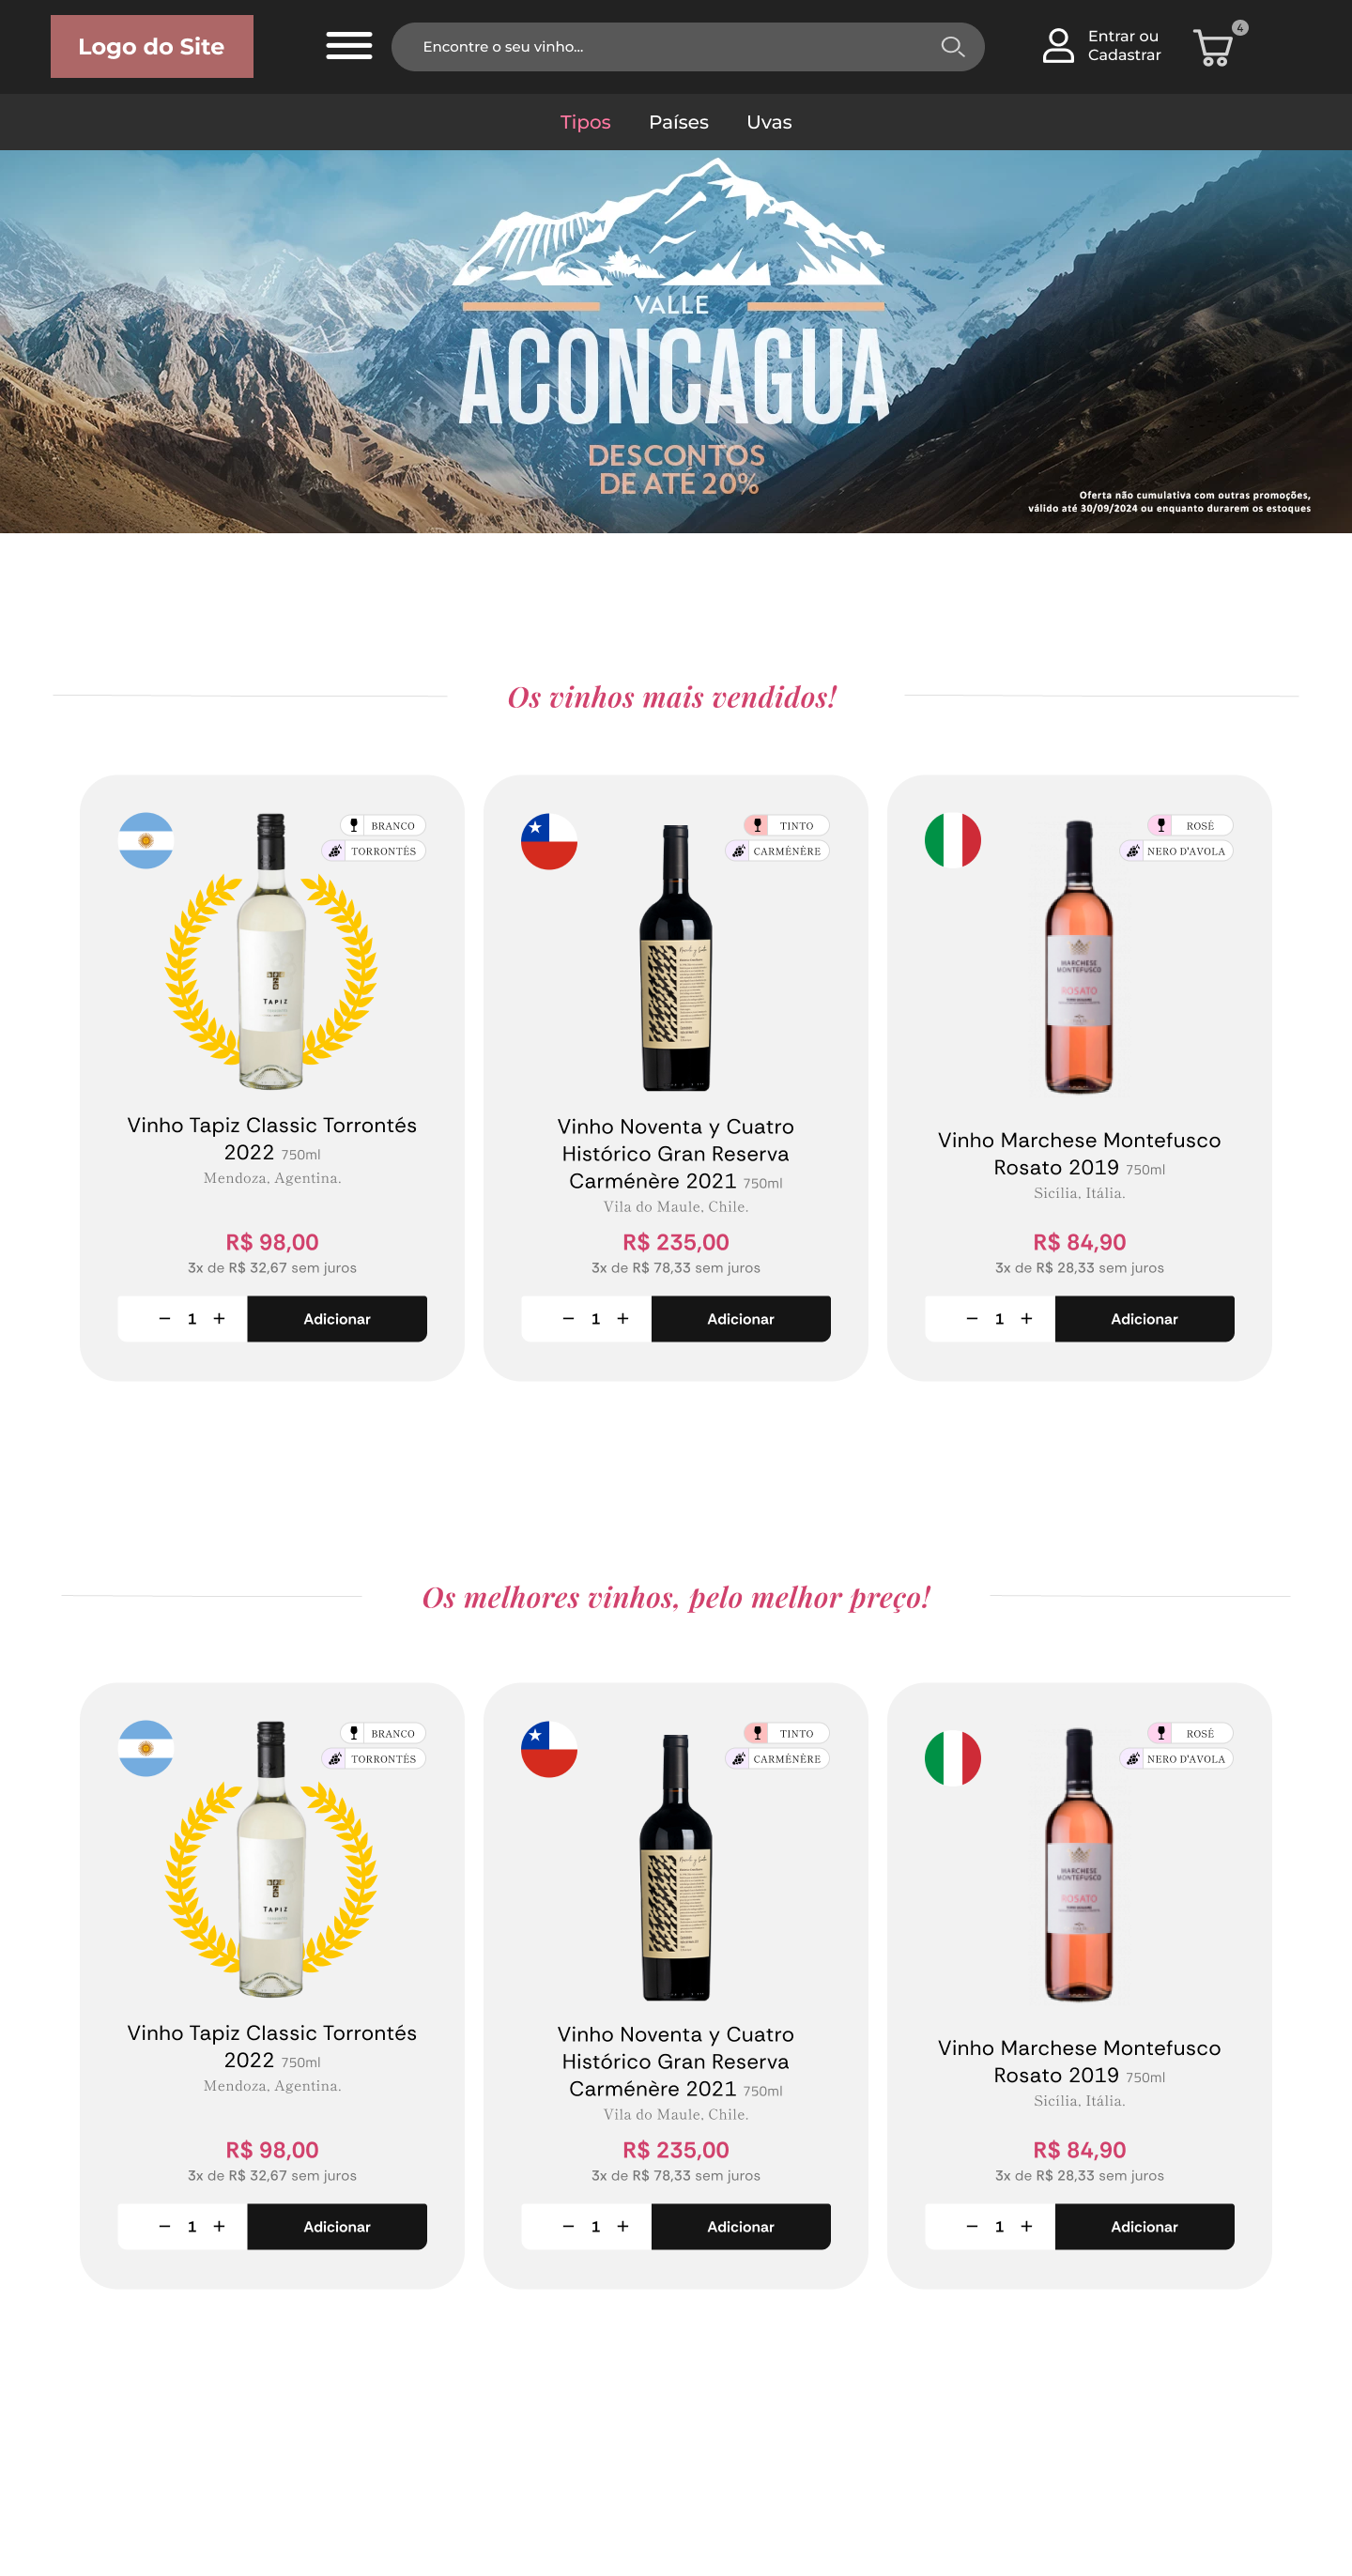 Logo do Site
Encontre o seu vinho...
Entrar ou
Cadastrar
4
Tipos
Países
Uvas
VALLE
ACONCAGUA
DESCONTOS
DE ATÉ 20%
Oferta não cumulativa com outras promoções,
válido até 30/09/2024 ou enquanto durarem os estoques
Os vinhos mais vendidos!
BRANCO
TORRONTÉS
TAPIZ
Vinho Tapiz Classic Torrontés
2022 750ml
Mendoza, Agentina.
R$ 98,00
3x de R$ 32,67 sem juros
− 1 +
Adicionar
TINTO
CARMÉNÈRE
Vinho Noventa y Cuatro
Histórico Gran Reserva
Carménère 2021 750ml
Vila do Maule, Chile.
R$ 235,00
3x de R$ 78,33 sem juros
− 1 +
Adicionar
ROSÉ
NERO D'AVOLA
MARCHESE
MONTEFUSCO
ROSATO
Vinho Marchese Montefusco
Rosato 2019 750ml
Sicília, Itália.
R$ 84,90
3x de R$ 28,33 sem juros
− 1 +
Adicionar
Os melhores vinhos, pelo melhor preço!
BRANCO
TORRONTÉS
TAPIZ
Vinho Tapiz Classic Torrontés
2022 750ml
Mendoza, Agentina.
R$ 98,00
3x de R$ 32,67 sem juros
− 1 +
Adicionar
TINTO
CARMÉNÈRE
Vinho Noventa y Cuatro
Histórico Gran Reserva
Carménère 2021 750ml
Vila do Maule, Chile.
R$ 235,00
3x de R$ 78,33 sem juros
− 1 +
Adicionar
ROSÉ
NERO D'AVOLA
MARCHESE
MONTEFUSCO
ROSATO
Vinho Marchese Montefusco
Rosato 2019 750ml
Sicília, Itália.
R$ 84,90
3x de R$ 28,33 sem juros
− 1 +
Adicionar